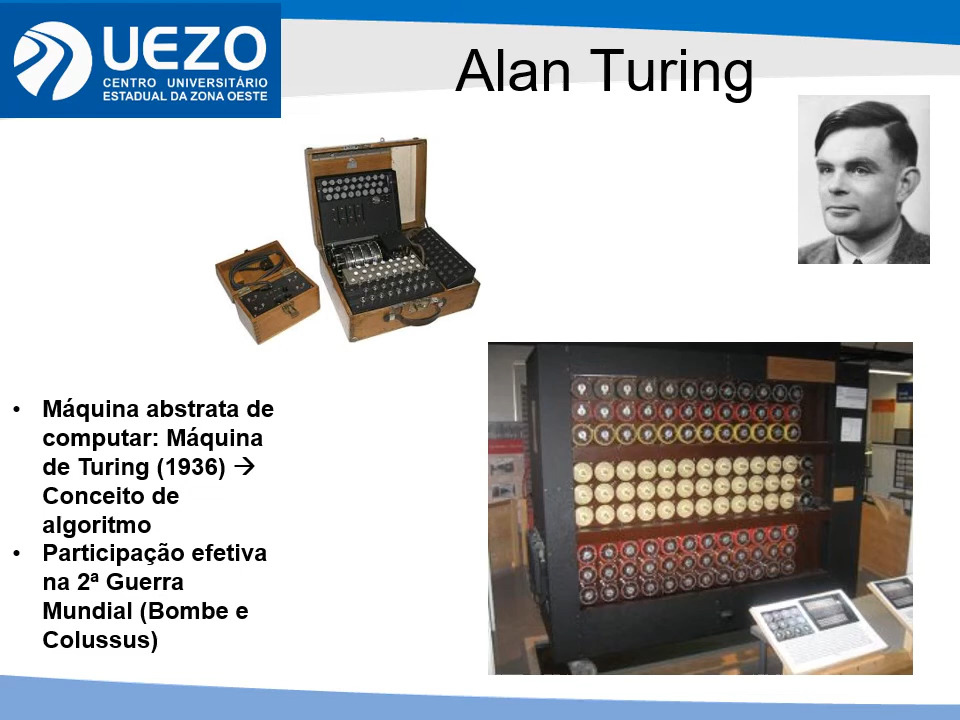 UEZO
CENTRO UNIVERSITÁRIO
ESTADUAL DA ZONA OESTE
Alan Turing
• Máquina abstrata de
computar: Máquina
de Turing (1936) →
Conceito de
algoritmo
• Participação efetiva
na 2ª Guerra
Mundial (Bombe e
Colussus)